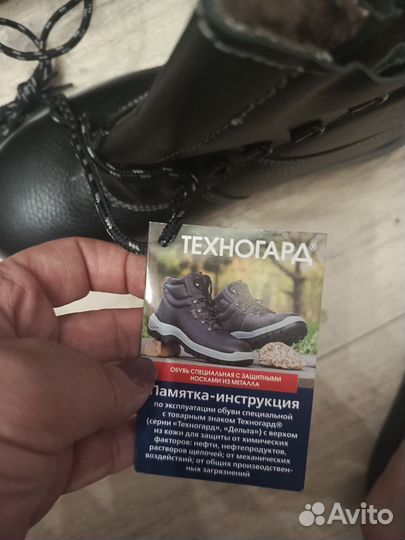 ТЕХНОГАРД®
ОБУВЬ СПЕЦИАЛЬНАЯ С ЗАЩИТНЫМИ
НОСКАМИ ИЗ МЕТАЛЛА
Памятка-инструкция
по эксплуатации обуви специальной
с товарным знаком Техногард®
(серии «Техногард», «Дельта») с верхом
из кожи для защиты от химических
факторов: нефти, нефтепродуктов,
растворов щелочей; от механических
воздействий; от общих производствен-
ных загрязнений
Avito